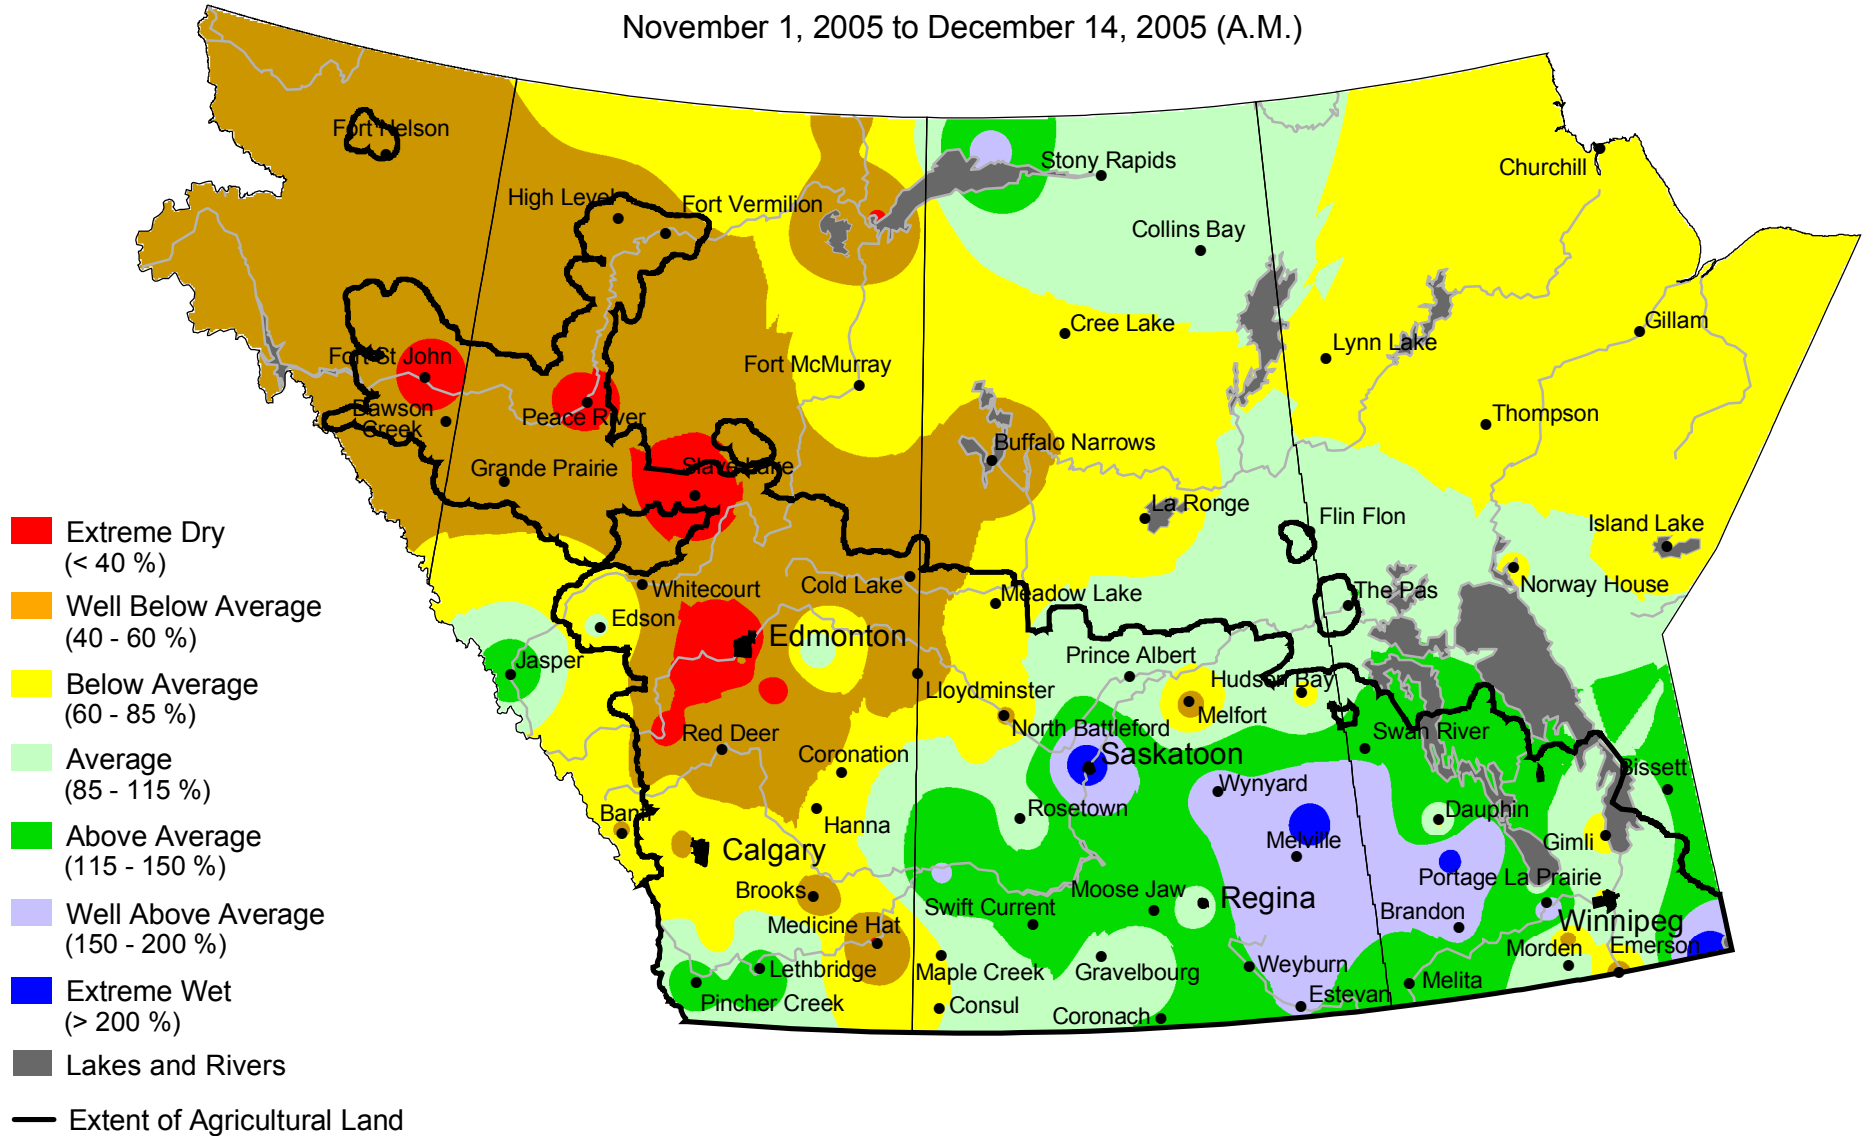 November 1, 2005 to December 14, 2005 (A.M.)
Fort Nelson
Churchill
Stony Rapids
High Level
Fort Vermilion
Collins Bay
Cree Lake
Gillam
Lynn Lake
Fort St John
Fort McMurray
Dawson
Creek
Peace River
Thompson
Buffalo Narrows
Grande Prairie
Slave Lake
La Ronge
Flin Flon
Island Lake
Norway House
Whitecourt
Cold Lake
Meadow Lake
The Pas
Edson
Edmonton
Prince Albert
Jasper
Lloydminster
Hudson Bay
Melfort
North Battleford
Red Deer
Swan River
Coronation
Saskatoon
Bissett
Wynyard
Banff
Hanna
Rosetown
Dauphin
Melville
Gimli
Calgary
Portage La Prairie
Brooks
Moose Jaw
Regina
Swift Current
Brandon
Winnipeg
Medicine Hat
Morden
Emerson
Lethbridge
Maple Creek
Gravelbourg
Weyburn
Pincher Creek
Consul
Coronach
Estevan
Melita
Extreme Dry
(< 40 %)
Well Below Average
(40 - 60 %)
Below Average
(60 - 85 %)
Average
(85 - 115 %)
Above Average
(115 - 150 %)
Well Above Average
(150 - 200 %)
Extreme Wet
(> 200 %)
Lakes and Rivers
Extent of Agricultural Land